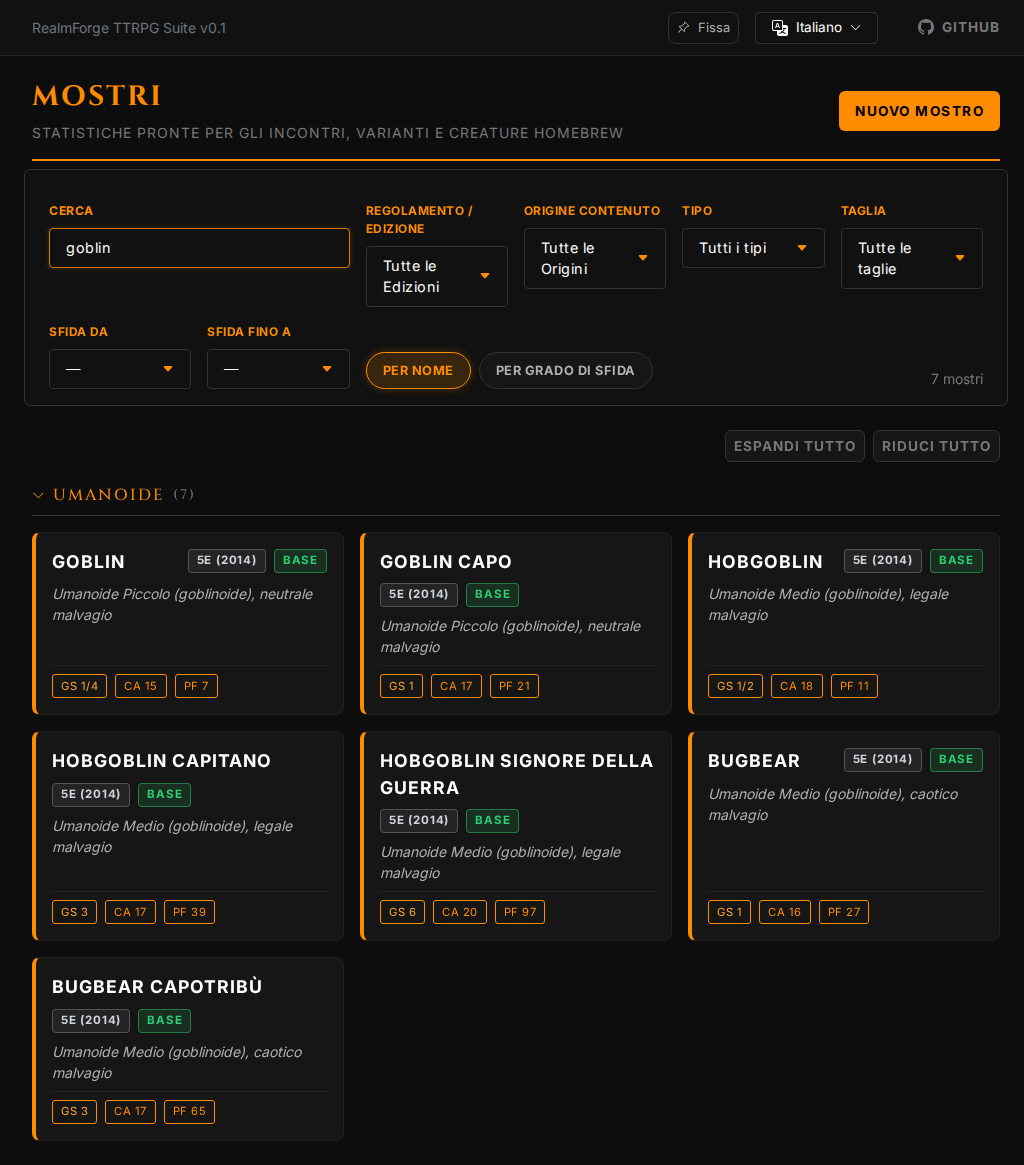 RealmForge TTRPG Suite v0.1
Fissa
Italiano
GITHUB
MOSTRI
STATISTICHE PRONTE PER GLI INCONTRI, VARIANTI E CREATURE HOMEBREW
NUOVO MOSTRO
CERCA
goblin
REGOLAMENTO /
EDIZIONE
Tutte le
Edizioni
ORIGINE CONTENUTO
Tutte le
Origini
TIPO
Tutti i tipi
TAGLIA
Tutte le
taglie
SFIDA DA
—
SFIDA FINO A
—
PER NOME
PER GRADO DI SFIDA
7 mostri
ESPANDI TUTTO
RIDUCI TUTTO
UMANOIDE (7)
GOBLIN
5E (2014)
BASE
Umanoide Piccolo (goblinoide), neutrale
malvagio
GS 1/4
CA 15
PF 7
GOBLIN CAPO
5E (2014)
BASE
Umanoide Piccolo (goblinoide), neutrale
malvagio
GS 1
CA 17
PF 21
HOBGOBLIN
5E (2014)
BASE
Umanoide Medio (goblinoide), legale
malvagio
GS 1/2
CA 18
PF 11
HOBGOBLIN CAPITANO
5E (2014)
BASE
Umanoide Medio (goblinoide), legale
malvagio
GS 3
CA 17
PF 39
HOBGOBLIN SIGNORE DELLA
GUERRA
5E (2014)
BASE
Umanoide Medio (goblinoide), legale
malvagio
GS 6
CA 20
PF 97
BUGBEAR
5E (2014)
BASE
Umanoide Medio (goblinoide), caotico
malvagio
GS 1
CA 16
PF 27
BUGBEAR CAPOTRIBÙ
5E (2014)
BASE
Umanoide Medio (goblinoide), caotico
malvagio
GS 3
CA 17
PF 65